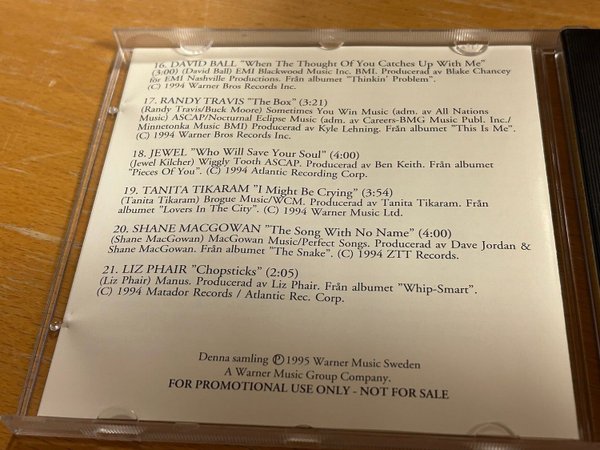 16. DAVID BALL "When The Thought Of You Catches Up With Me"
(3:00) (David Ball) EMI Blackwood Music Inc. BMI. Producerad av Blake Chancey
for EMI Nashville Productions. Från albumet "Thinkin' Problem".
(C) 1994 Warner Bros Records Inc.
17. RANDY TRAVIS "The Box" (3:21)
(Randy Travis/Buck Moore) Sometimes You Win Music (adm. av All Nations
Music) ASCAP/Nocturnal Eclipse Music (adm. av Careers-BMG Music Publ. Inc./
Minnetonka Music BMI) Producerad av Kyle Lehning. Från albumet "This Is Me".
(C) 1994 Warner Bros Records Inc.
18. JEWEL "Who Will Save Your Soul" (4:00)
(Jewel Kilcher) Wiggly Tooth ASCAP. Producerad av Ben Keith. Från albumet
"Pieces Of You". (C) 1994 Atlantic Recording Corp.
19. TANITA TIKARAM "I Might Be Crying" (3:54)
(Tanita Tikaram) Brogue Music/WCM. Producerad av Tanita Tikaram. Från
albumet "Lovers In The City". (C) 1994 Warner Music Ltd.
20. SHANE MACGOWAN "The Song With No Name" (4:00)
(Shane MacGowan) MacGowan Music/Perfect Songs. Producerad av Dave Jordan &
Shane MacGowan. Från albumet "The Snake". (C) 1994 ZTT Records.
21. LIZ PHAIR "Chopsticks" (2:05)
(Liz Phair) Manus. Producerad av Liz Phair. Från albumet "Whip-Smart".
(C) 1994 Matador Records / Atlantic Rec. Corp.
Denna samling ℗ 1995 Warner Music Sweden
A Warner Music Group Company.
FOR PROMOTIONAL USE ONLY - NOT FOR SALE